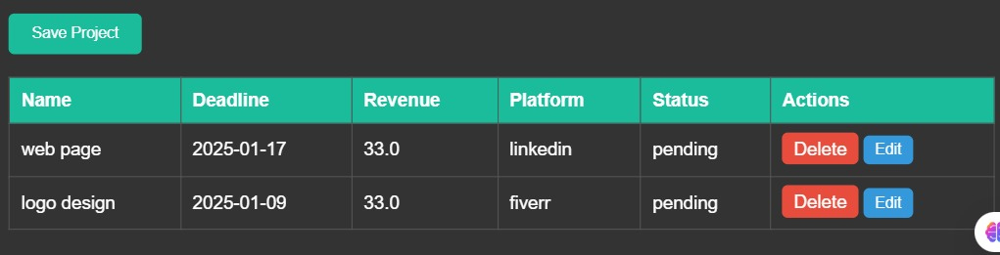 Save Project
Name Deadline Revenue Platform Status Actions
web page 2025-01-17 33.0 linkedin pending Delete Edit
logo design 2025-01-09 33.0 fiverr pending Delete Edit